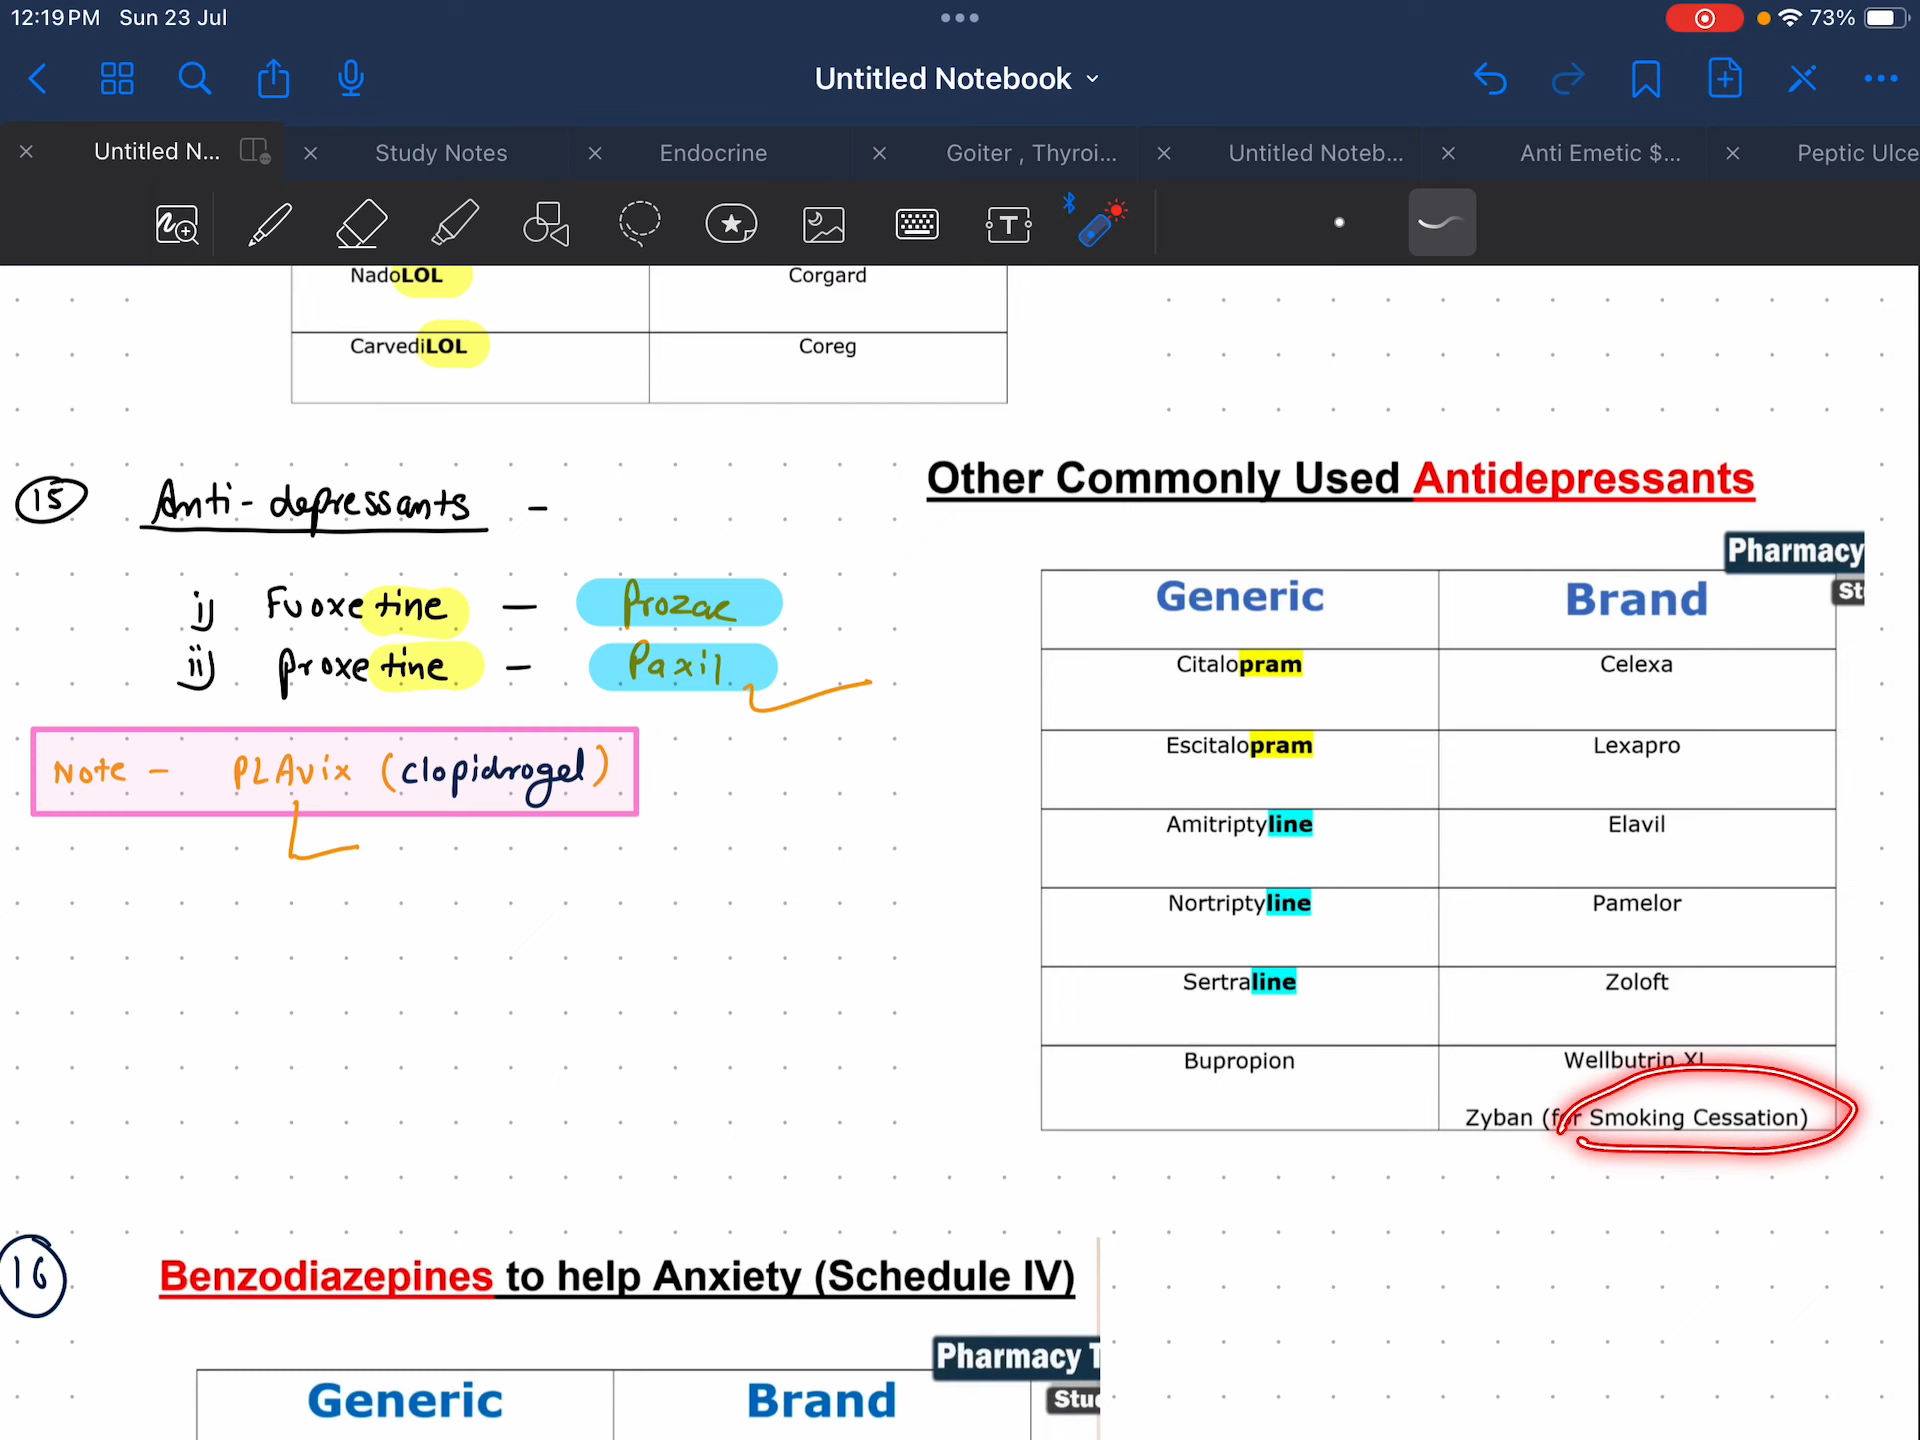 12:19 PM Sun 23 Jul
73%
Untitled Notebook
Untitled N...
Study Notes
Endocrine
Goiter , Thyroi...
Untitled Noteb...
Anti Emetic $...
Peptic Ulce
NadoLOL Corgard
CarvediLOL Coreg
15 Anti-depressants -
i) Fuoxetine - Prozac
ii) Proxetine - Paxil
Note - PLAvix (clopidrogel)
Other Commonly Used Antidepressants
Pharmacy
St
Generic Brand
Citalopram Celexa
Escitalopram Lexapro
Amitriptyline Elavil
Nortriptyline Pamelor
Sertraline Zoloft
Bupropion Wellbutrin XL
Zyban (for Smoking Cessation)
16 Benzodiazepines to help Anxiety (Schedule IV)
Pharmacy T
Stu
Generic Brand